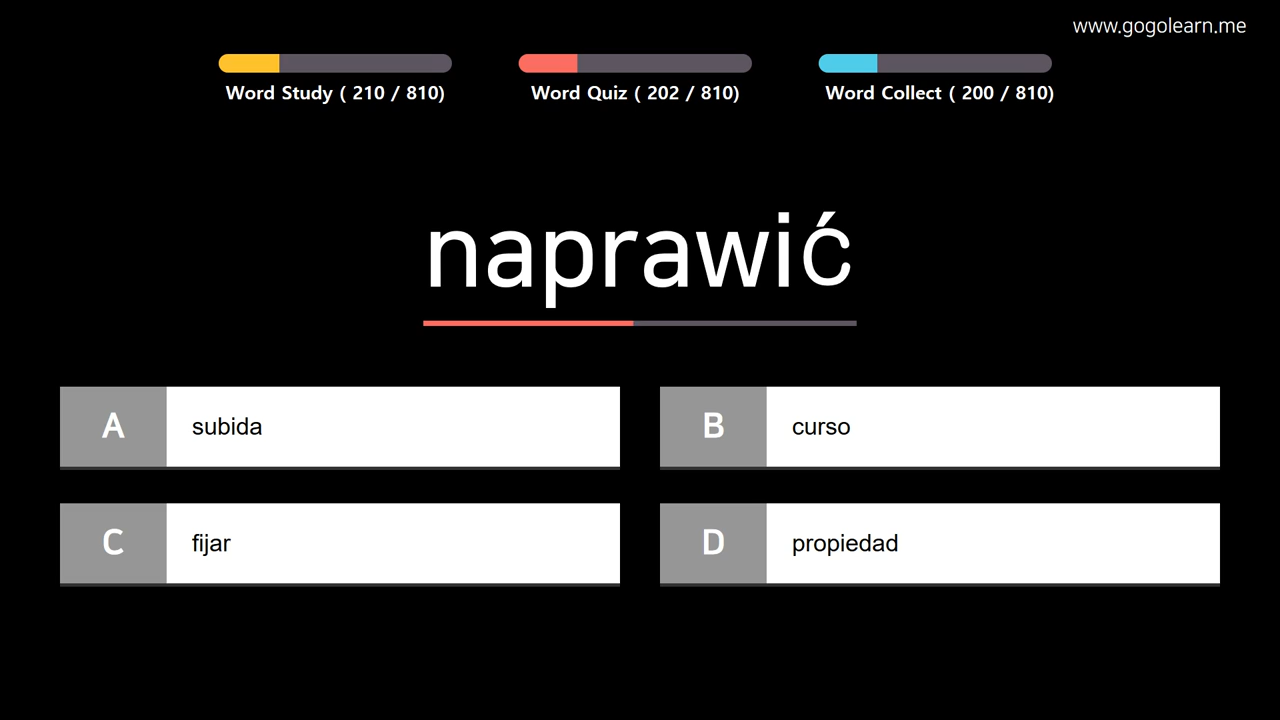 www.gogolearn.me
Word Study ( 210 / 810)
Word Quiz ( 202 / 810)
Word Collect ( 200 / 810)
naprawić
A subida
B curso
C fijar
D propiedad